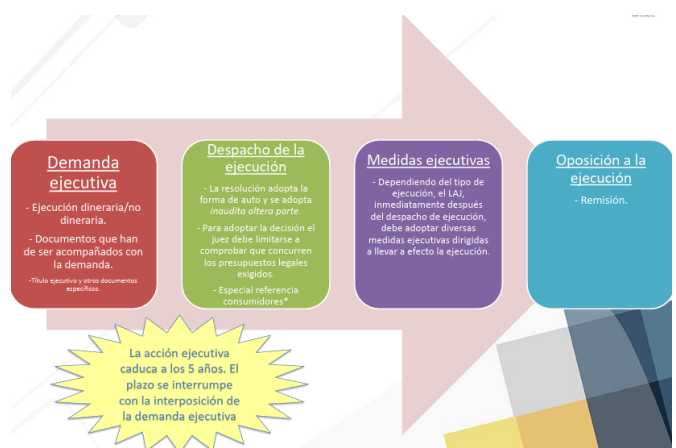 Demanda
ejecutiva
- Ejecución dineraria/no
dineraria.
- Documentos que han
de ser acompañados con
la demanda.
-Título ejecutivo y otros documentos
específicos.
Despacho de la
ejecución
- La resolución adopta la
forma de auto y se adopta
inaudita altera parte.
- Para adoptar la decisión el
juez debe limitarse a
comprobar que concurren
los presupuestos legales
exigidos.
- Especial referencia
consumidores*
Medidas ejecutivas
- Dependiendo del tipo de
ejecución, el LAJ,
inmediatamente después
del despacho de ejecución,
debe adoptar diversas
medidas ejecutivas dirigidas
a llevar a efecto la ejecución.
Oposición a la
ejecución
- Remisión.
La acción ejecutiva
caduca a los 5 años. El
plazo se interrumpe
con la interposición de
la demanda ejecutiva